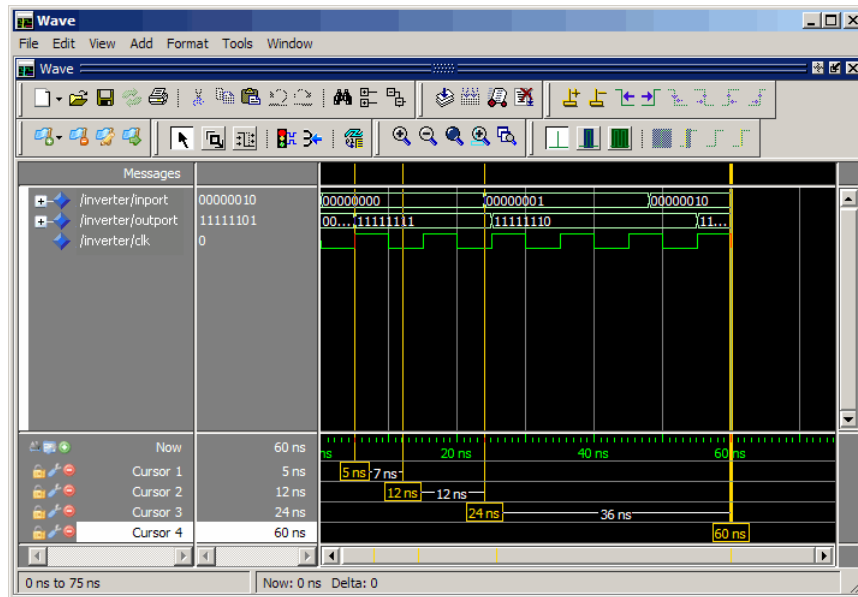 Wave
File Edit View Add Format Tools Window
Wave
Messages
/inverter/inport 00000010 00000000 00000001 00000010
/inverter/outport 11111101 00... 11111111 11111110 11...
/inverter/clk 0
Now 60 ns ns 20 ns 40 ns 60 ns
Cursor 1 5 ns 5 ns 7 ns
Cursor 2 12 ns 12 ns 12 ns
Cursor 3 24 ns 24 ns 36 ns
Cursor 4 60 ns 60 ns
0 ns to 75 ns Now: 0 ns Delta: 0